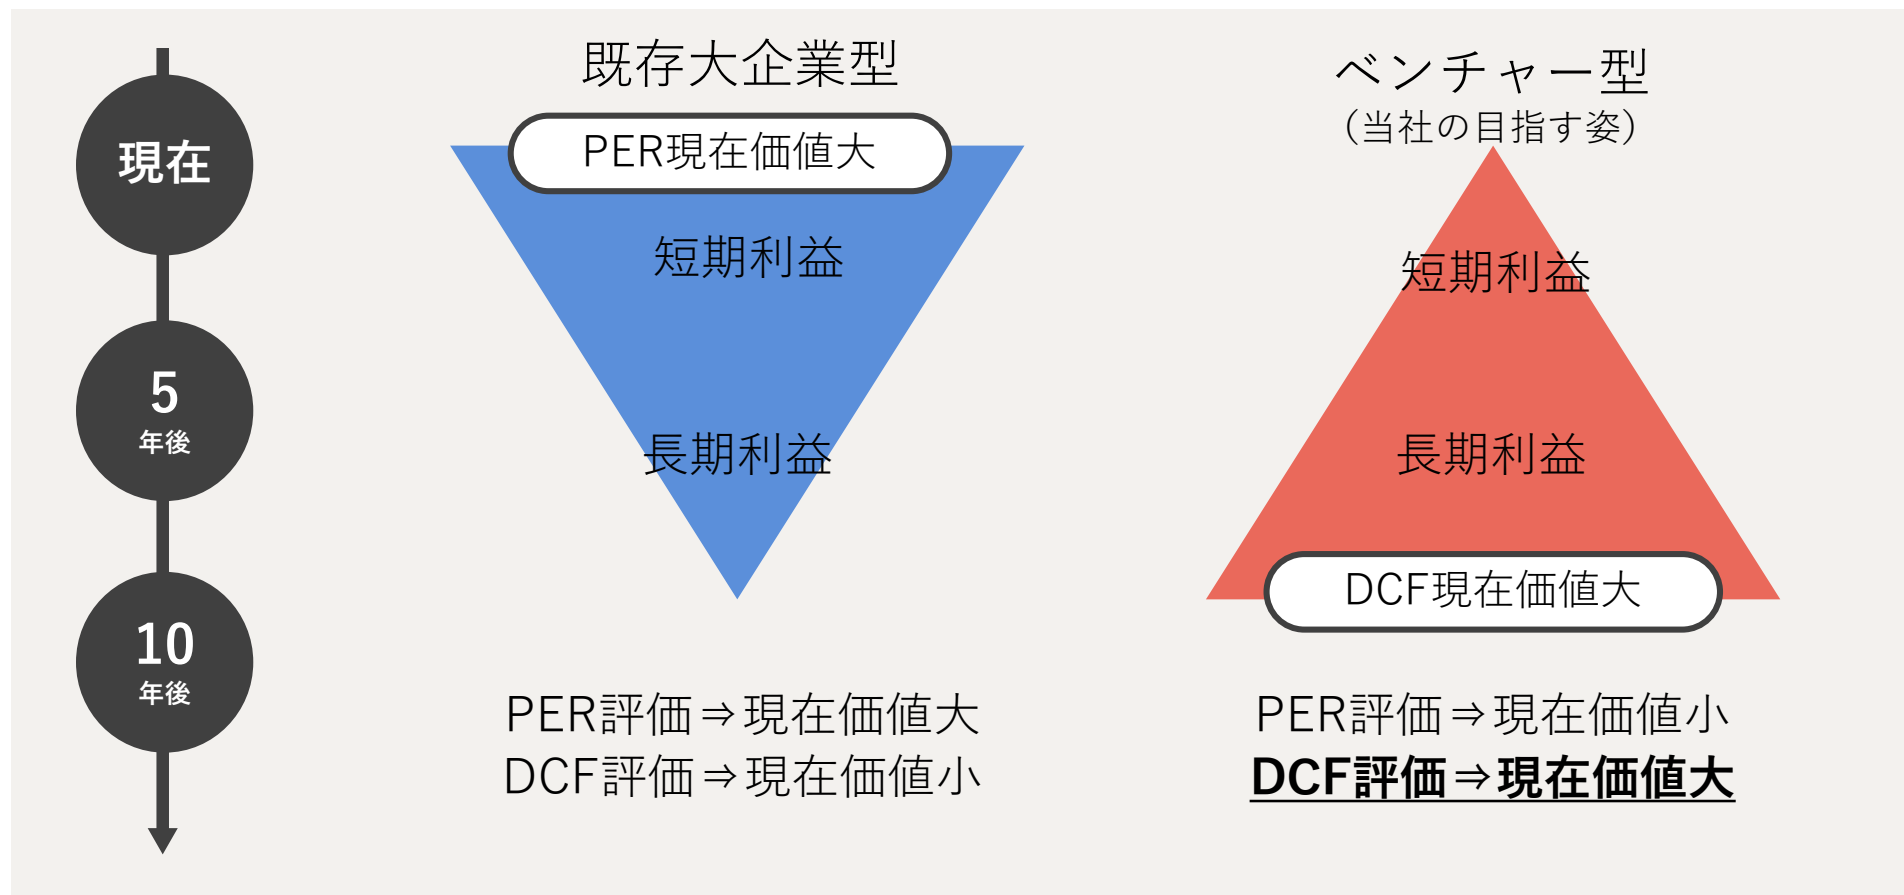 現在
5
年後
10
年後
既存大企業型
PER現在価値大
短期利益
長期利益
PER評価⇒現在価値大
DCF評価⇒現在価値小
ベンチャー型
（当社の目指す姿）
短期利益
長期利益
DCF現在価値大
PER評価⇒現在価値小
DCF評価⇒現在価値大